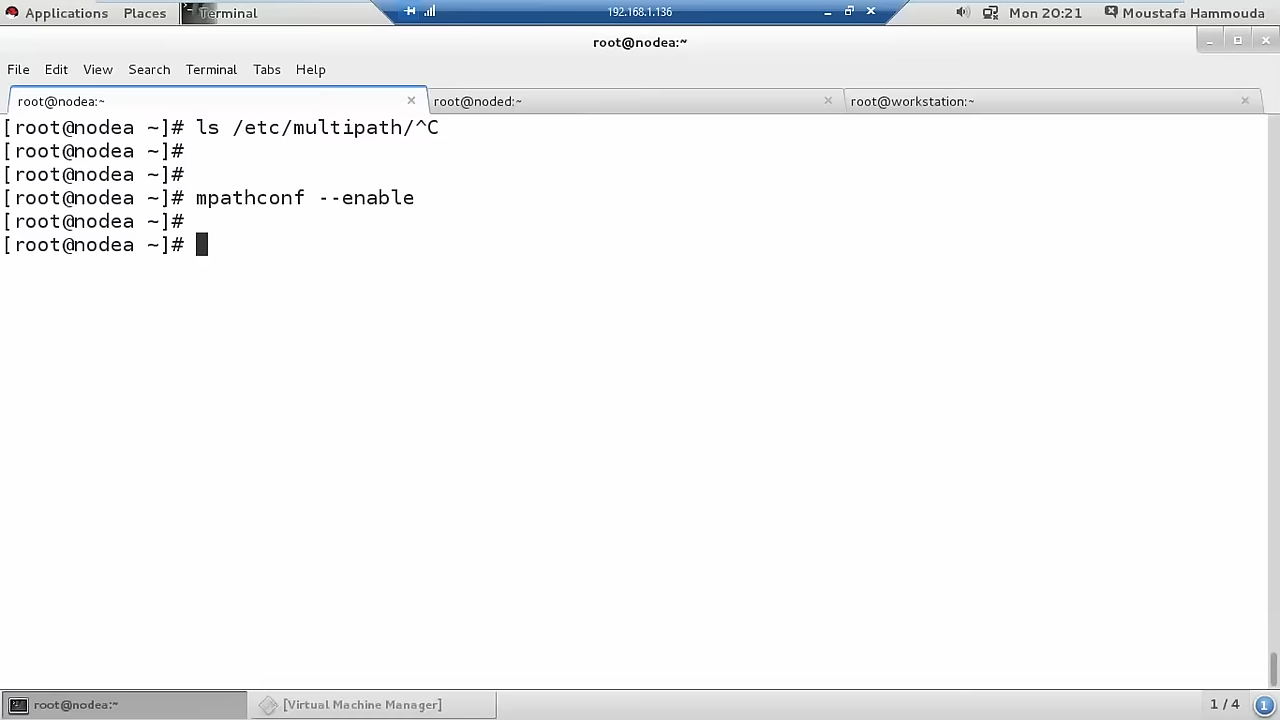 Applications Places Terminal 192.168.1.136 Mon 20:21 Moustafa Hammouda
root@nodea:~
File Edit View Search Terminal Tabs Help
root@nodea:~ root@noded:~ root@workstation:~
[root@nodea ~]# ls /etc/multipath/^C
[root@nodea ~]#
[root@nodea ~]#
[root@nodea ~]# mpathconf --enable
[root@nodea ~]#
[root@nodea ~]#
root@nodea:~ [Virtual Machine Manager] 1 / 4 1